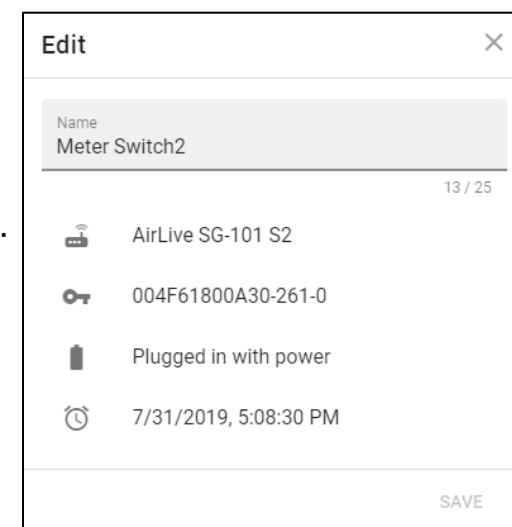 Edit
Name
Meter Switch2
13 / 25
AirLive SG-101 S2
004F61800A30-261-0
Plugged in with power
7/31/2019, 5:08:30 PM
SAVE